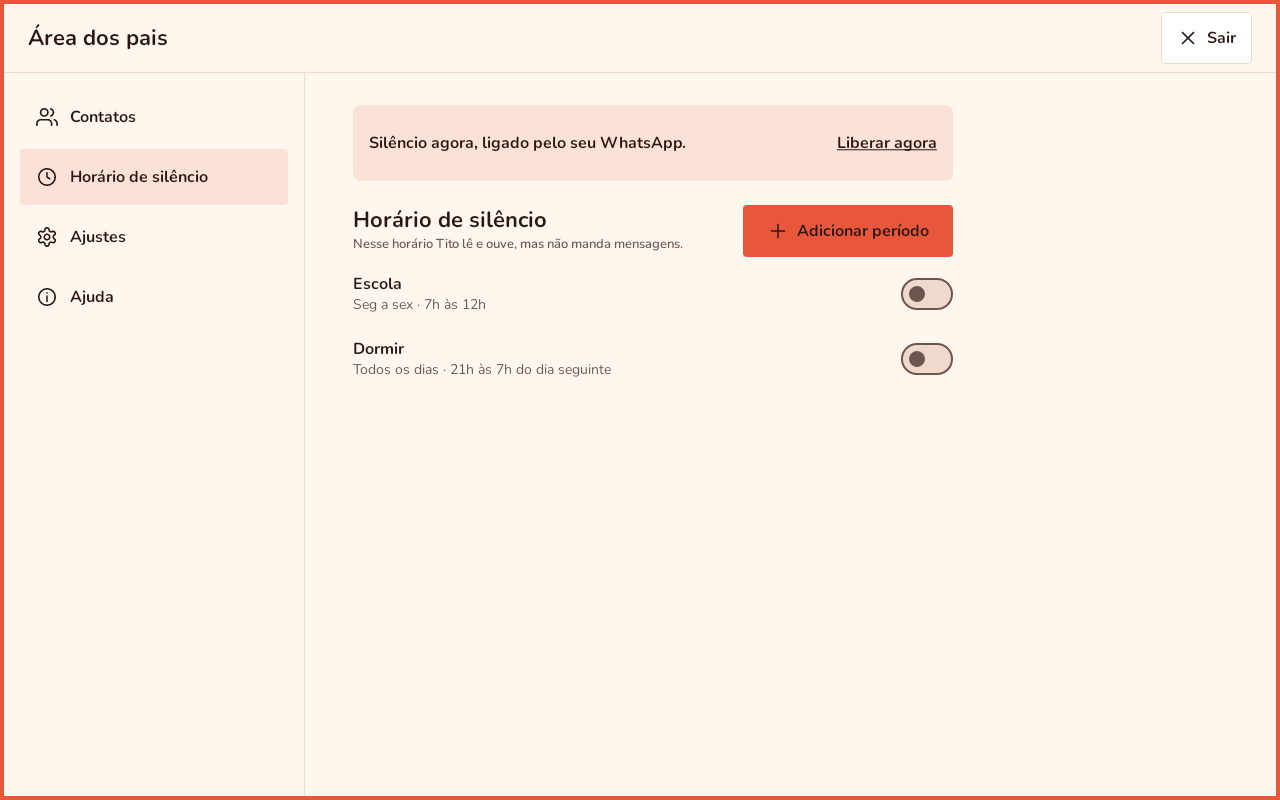 Área dos pais
Sair
Contatos
Horário de silêncio
Ajustes
Ajuda
Silêncio agora, ligado pelo seu WhatsApp.
Liberar agora
Horário de silêncio
Nesse horário Tito lê e ouve, mas não manda mensagens.
Adicionar período
Escola
Seg a sex · 7h às 12h
Dormir
Todos os dias · 21h às 7h do dia seguinte